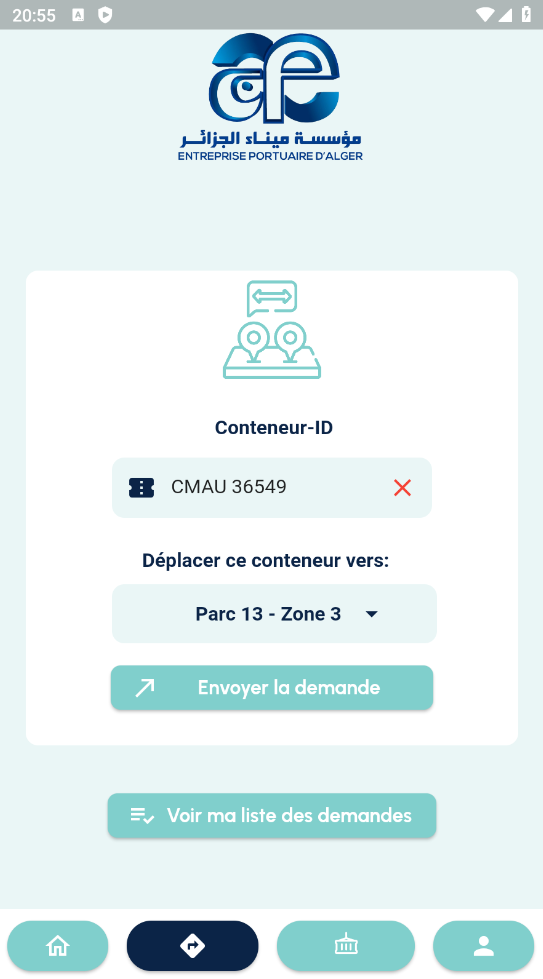 20:55
مؤسسة ميناء الجزائر
ENTREPRISE PORTUAIRE D'ALGER
Conteneur-ID
CMAU 36549
Déplacer ce conteneur vers:
Parc 13 - Zone 3
Envoyer la demande
Voir ma liste des demandes